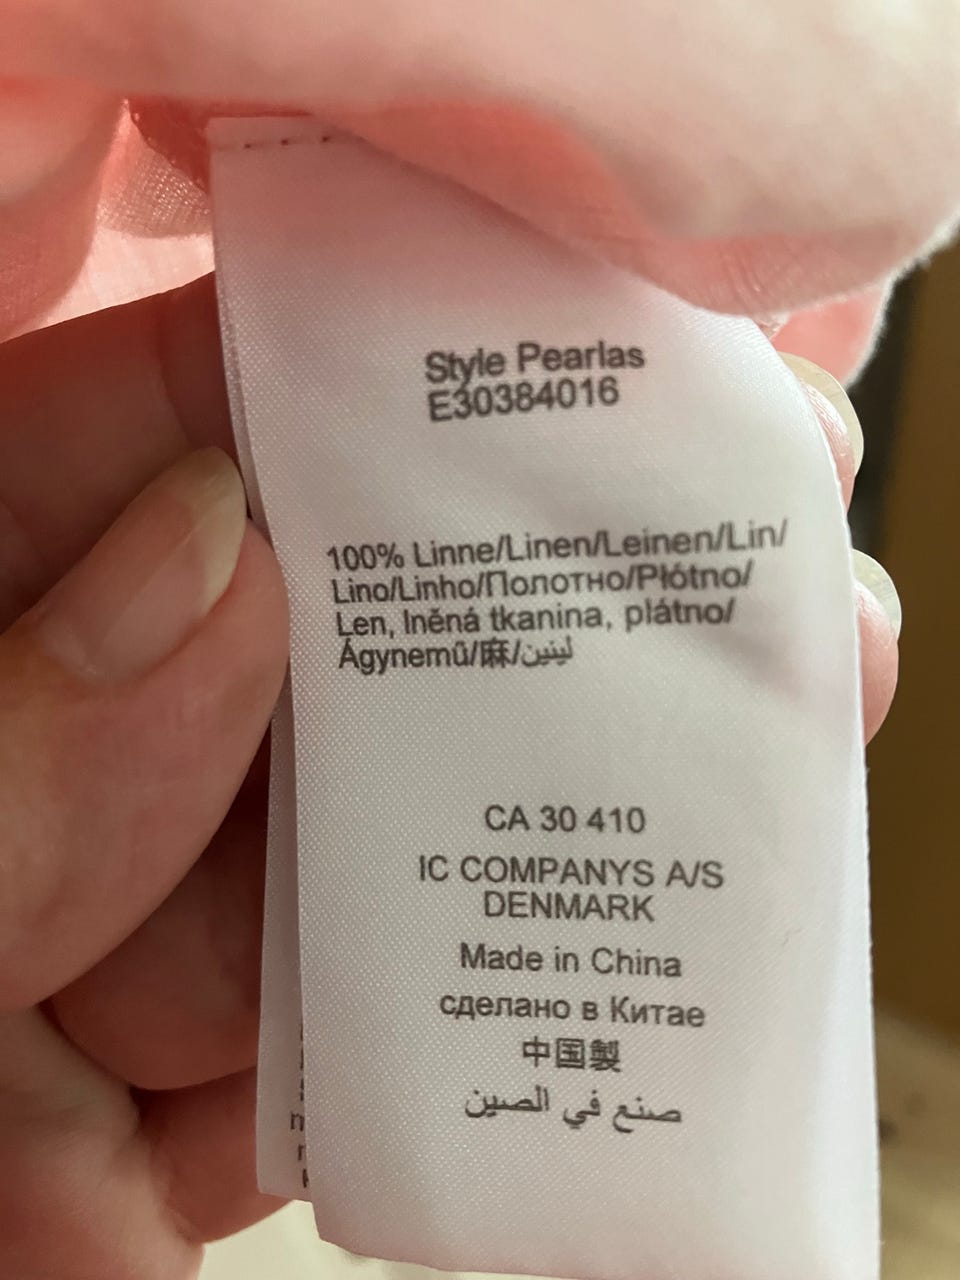 Style Pearlas
E30384016
100% Linne/Linen/Leinen/Lin/
Lino/Linho/Полотно/Płótno/
Len, lněná tkanina, plátno/
Ágynemű/麻/لينين
CA 30 410
IC COMPANYS A/S
DENMARK
Made in China
сделано в Китае
中国製
صنع في الصين